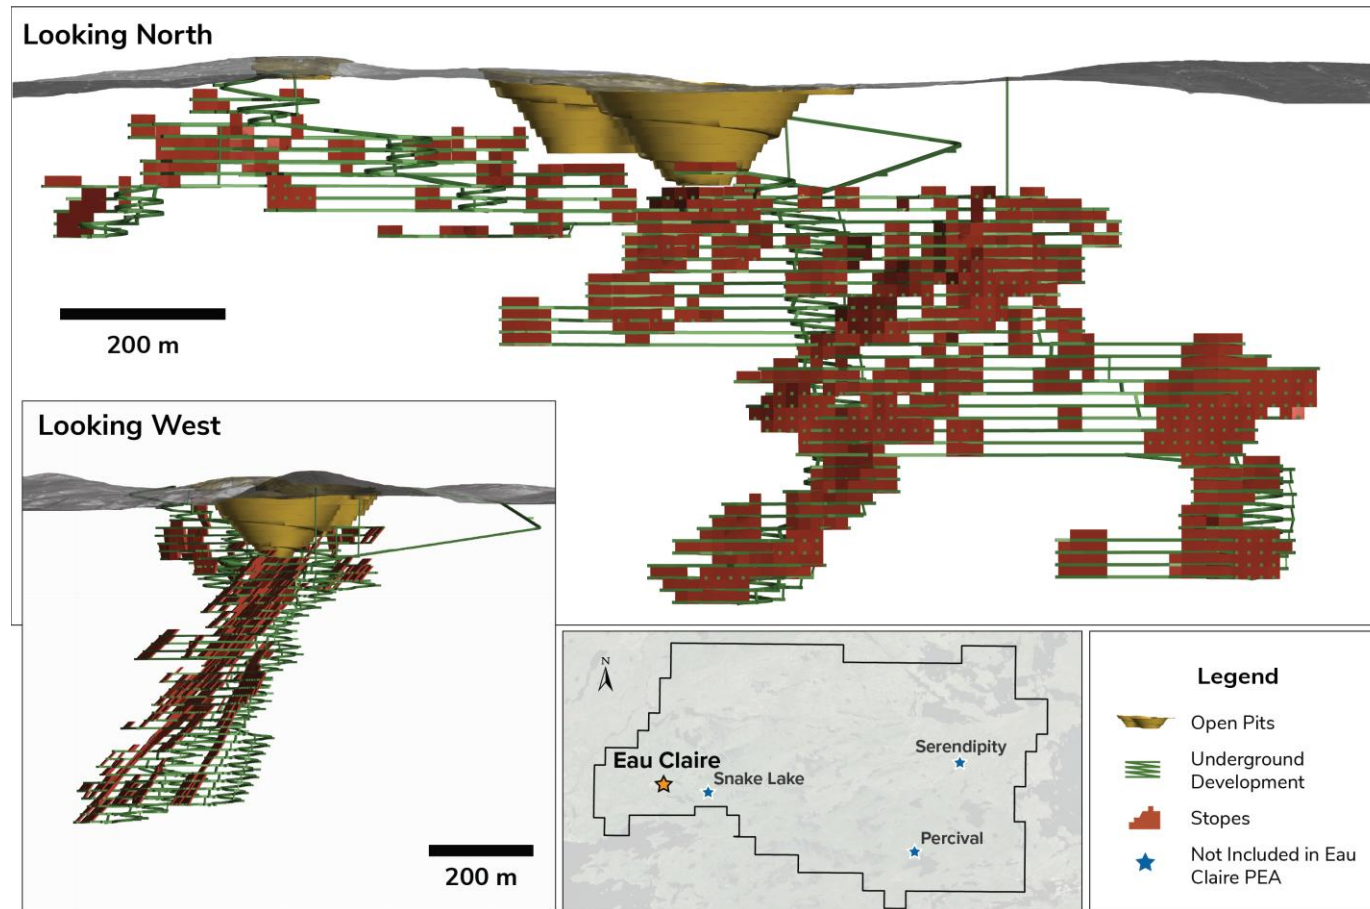 Looking North
200 m
Looking West
200 m
N
Eau Claire
Snake Lake
Serendipity
Percival
Legend
Open Pits
Underground
Development
Stopes
Not Included in Eau
Claire PEA